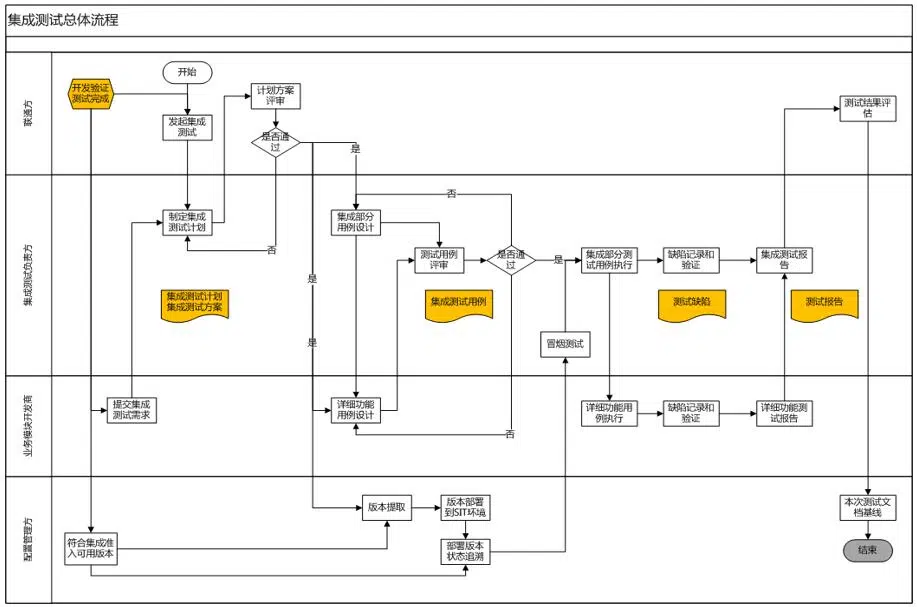 集成测试总体流程
联通方
开发验证
测试完成
开始
发起集成
测试
计划方案
评审
是否通
过
是
测试结果评
估
集成测试负责方
制定集成
测试计划
否
集成测试计划
集成测试方案
是
是
集成部分
用例设计
否
测试用例
评审
是否通
过
是
集成测试用例
冒烟测试
集成部分测
试用例执行
缺陷记录和
验证
集成测试报
告
测试缺陷
测试报告
业务模块开发商
提交集成
测试需求
详细功能
用例设计
否
详细功能用
例执行
缺陷记录和
验证
详细功能测
试报告
配置管理方
符合集成准
入可用版本
版本提取
版本部署
到SIT环境
部署版本
状态追溯
本次测试文
档基线
结束